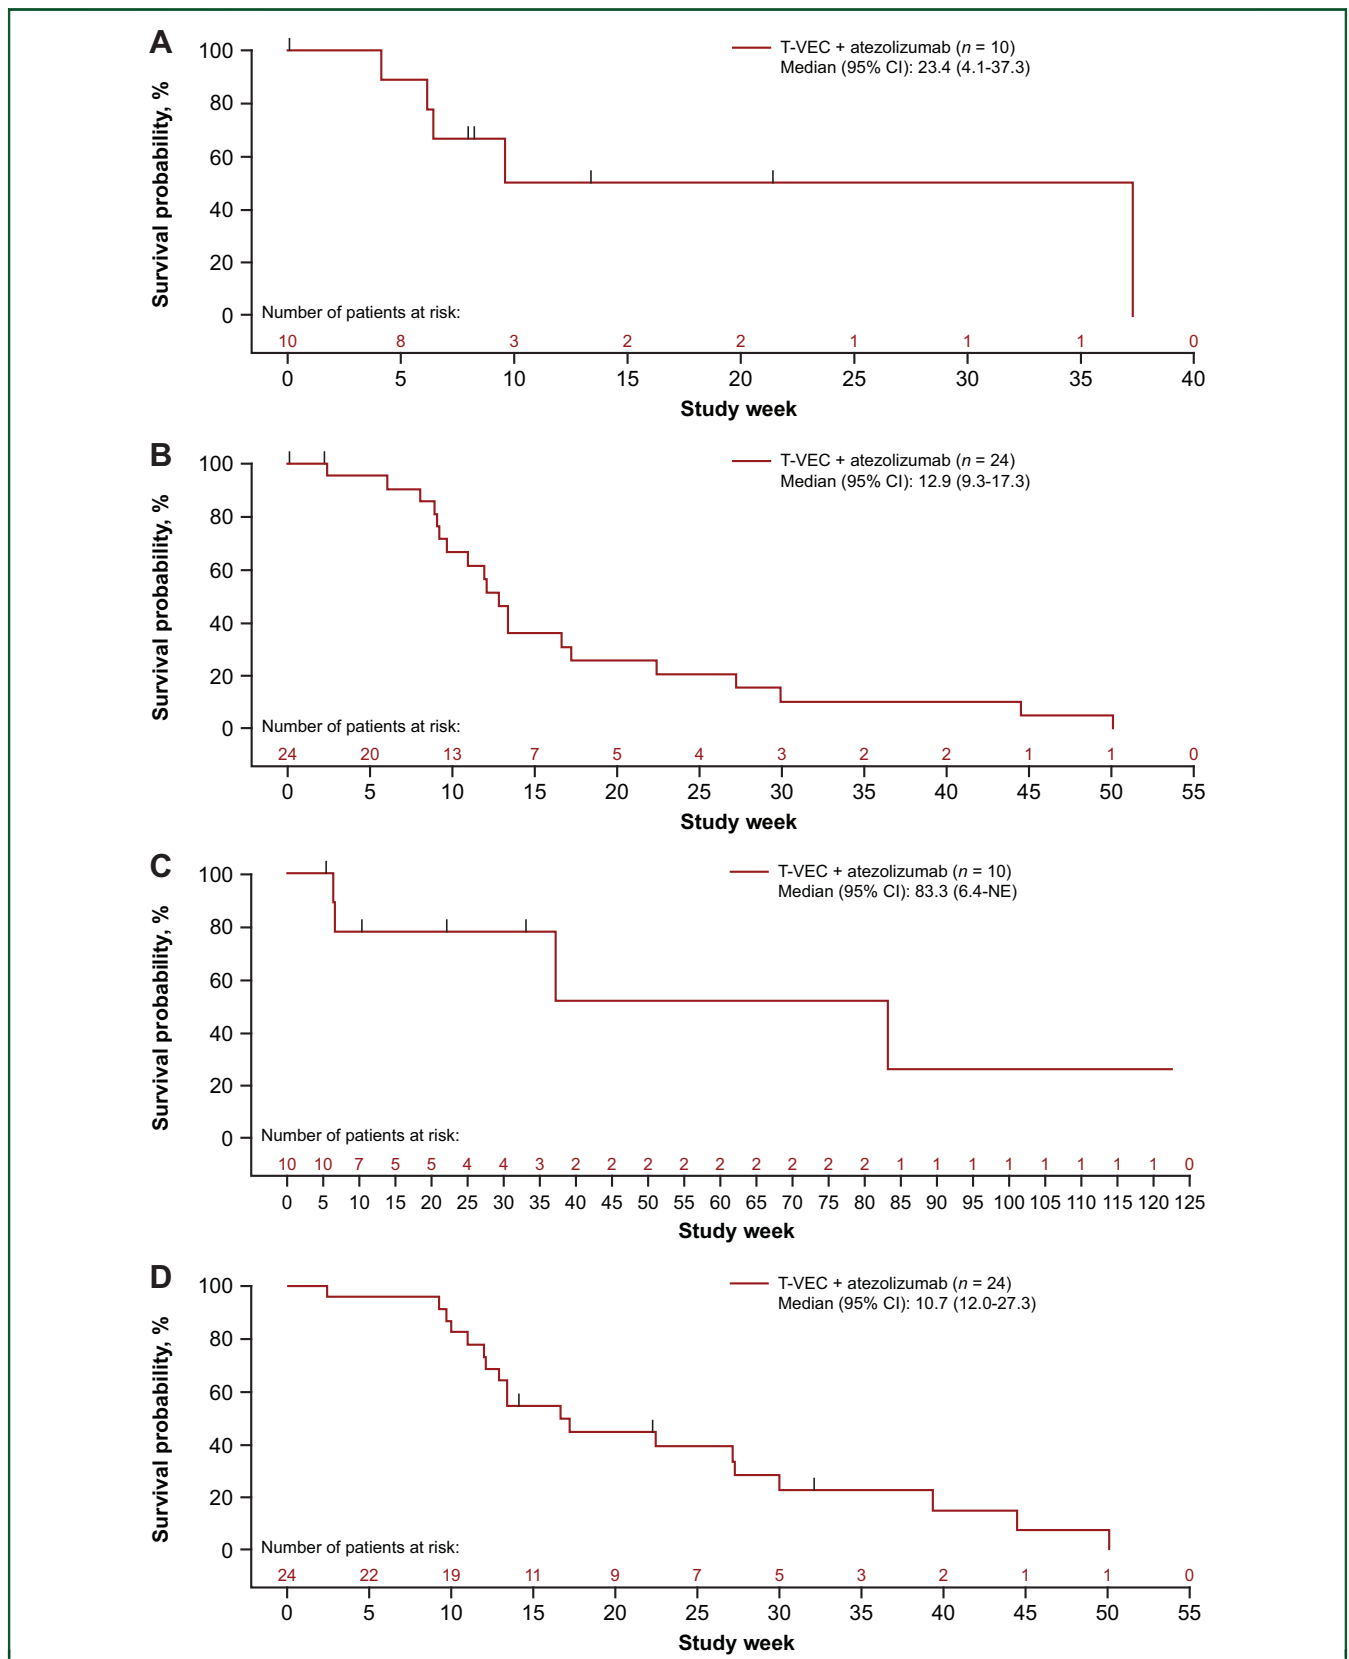 A
T-VEC + atezolizumab (n = 10)
Median (95% CI): 23.4 (4.1-37.3)
Survival probability, %
100
80
60
40
20
0
Number of patients at risk:
10 8 3 2 2 1 1 1 0
0 5 10 15 20 25 30 35 40
Study week
B
T-VEC + atezolizumab (n = 24)
Median (95% CI): 12.9 (9.3-17.3)
Survival probability, %
100
80
60
40
20
0
Number of patients at risk:
24 20 13 7 5 4 3 2 2 1 1 0
0 5 10 15 20 25 30 35 40 45 50 55
Study week
C
T-VEC + atezolizumab (n = 10)
Median (95% CI): 83.3 (6.4-NE)
Survival probability, %
100
80
60
40
20
0
Number of patients at risk:
10 10 7 5 5 4 4 3 2 2 2 2 2 2 2 2 2 1 1 1 1 1 1 1 1 0
0 5 10 15 20 25 30 35 40 45 50 55 60 65 70 75 80 85 90 95 100 105 110 115 120 125
Study week
D
T-VEC + atezolizumab (n = 24)
Median (95% CI): 10.7 (12.0-27.3)
Survival probability, %
100
80
60
40
20
0
Number of patients at risk:
24 22 19 11 9 7 5 3 2 1 1 0
0 5 10 15 20 25 30 35 40 45 50 55
Study week